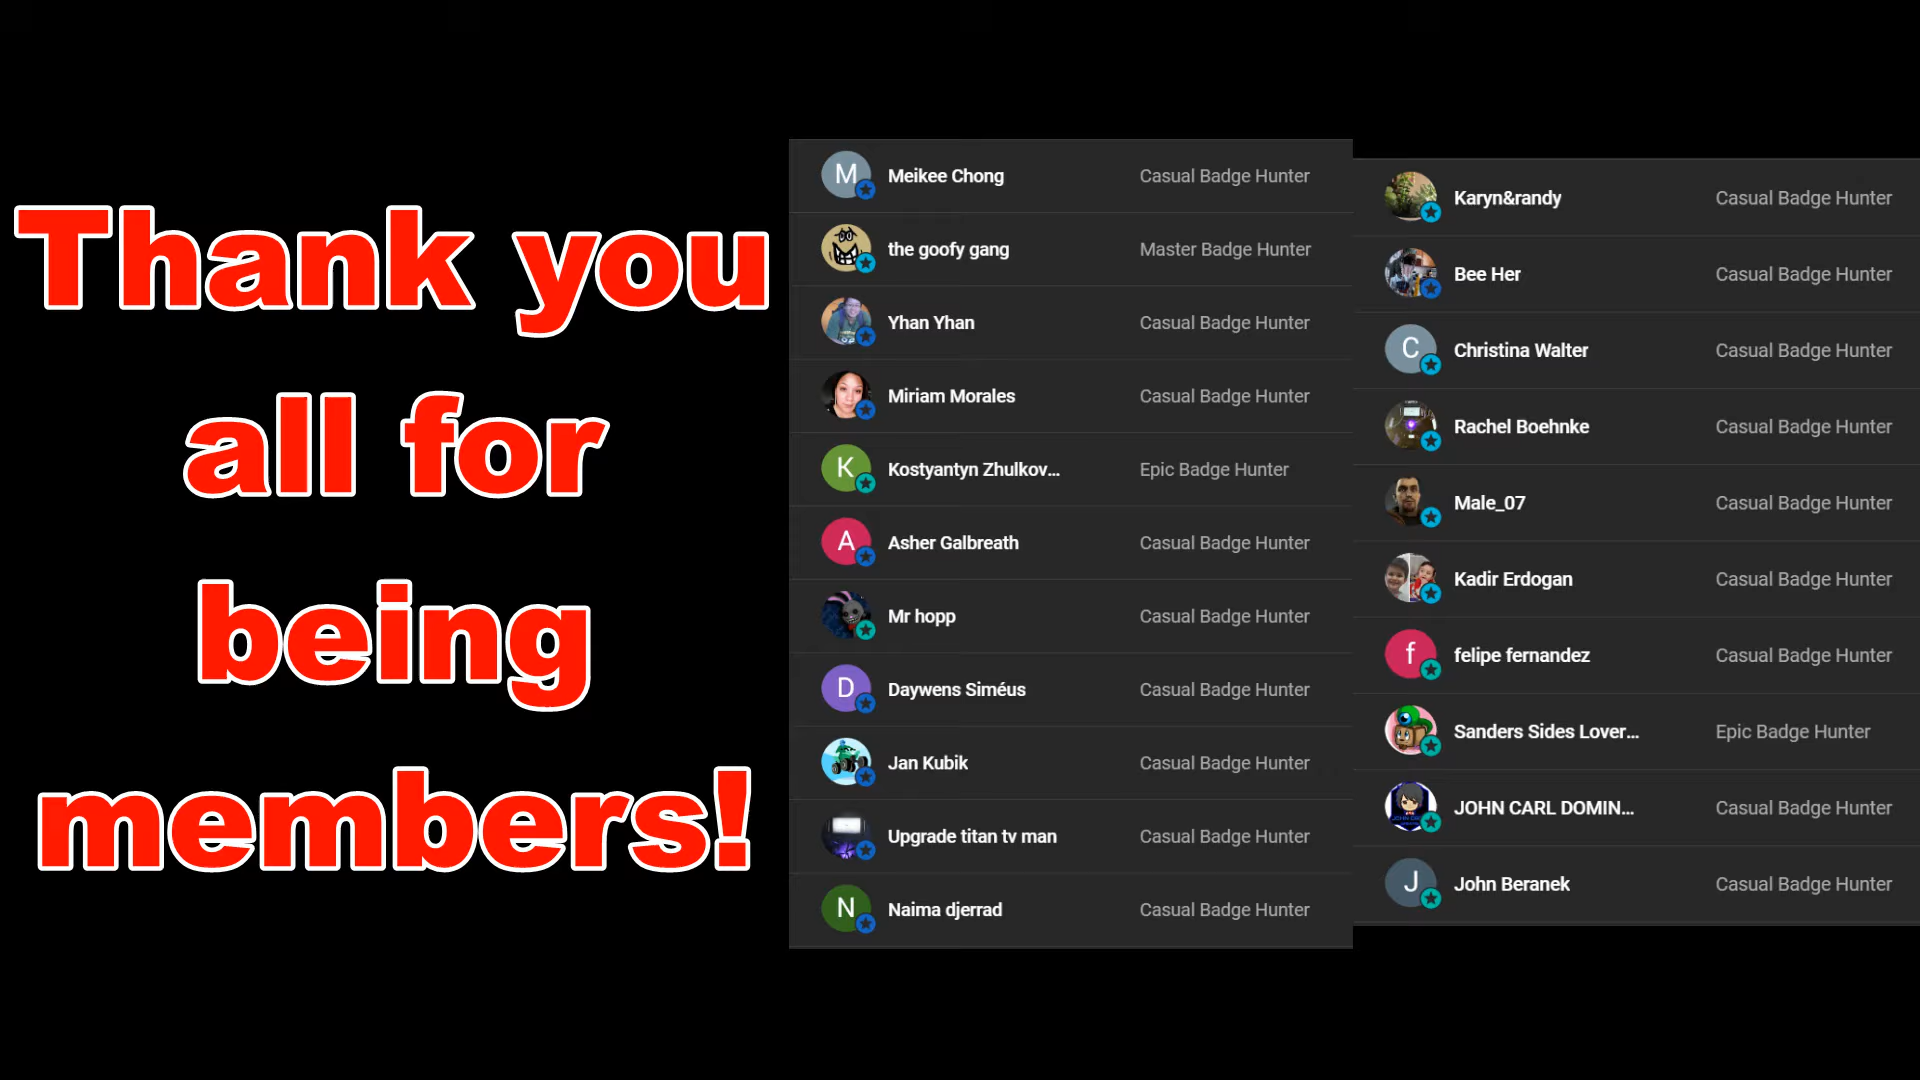 Thank you
all for
being
members!
M Meikee Chong Casual Badge Hunter
the goofy gang Master Badge Hunter
Yhan Yhan Casual Badge Hunter
Miriam Morales Casual Badge Hunter
K Kostyantyn Zhulkov... Epic Badge Hunter
A Asher Galbreath Casual Badge Hunter
Mr hopp Casual Badge Hunter
D Daywens Siméus Casual Badge Hunter
Jan Kubik Casual Badge Hunter
Upgrade titan tv man Casual Badge Hunter
N Naima djerrad Casual Badge Hunter
Karyn&randy Casual Badge Hunter
Bee Her Casual Badge Hunter
C Christina Walter Casual Badge Hunter
Rachel Boehnke Casual Badge Hunter
Male_07 Casual Badge Hunter
Kadir Erdogan Casual Badge Hunter
f felipe fernandez Casual Badge Hunter
Sanders Sides Lover... Epic Badge Hunter
JOHN CARL DOMIN... Casual Badge Hunter
J John Beranek Casual Badge Hunter